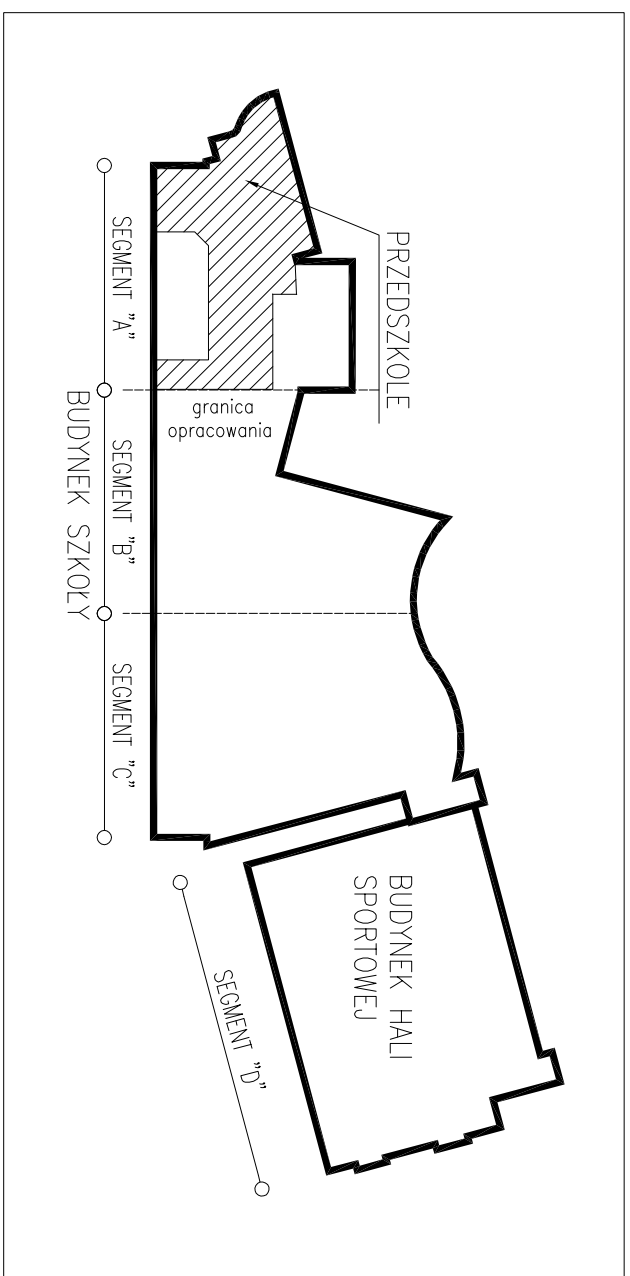 PRZEDSZKOLE
granica
opracowania
SEGMENT "A"
SEGMENT "B"
SEGMENT "C"
BUDYNEK SZKOŁY
BUDYNEK HALI
SPORTOWEJ
SEGMENT "D"